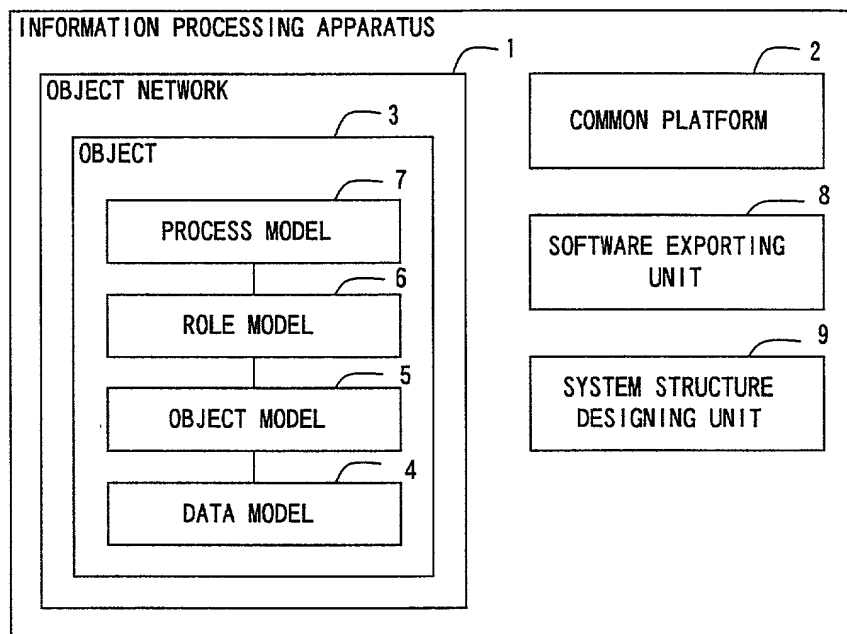 INFORMATION PROCESSING APPARATUS
1
OBJECT NETWORK
3
OBJECT
7
PROCESS MODEL
6
ROLE MODEL
5
OBJECT MODEL
4
DATA MODEL
2
COMMON PLATFORM
8
SOFTWARE EXPORTING
UNIT
9
SYSTEM STRUCTURE
DESIGNING UNIT